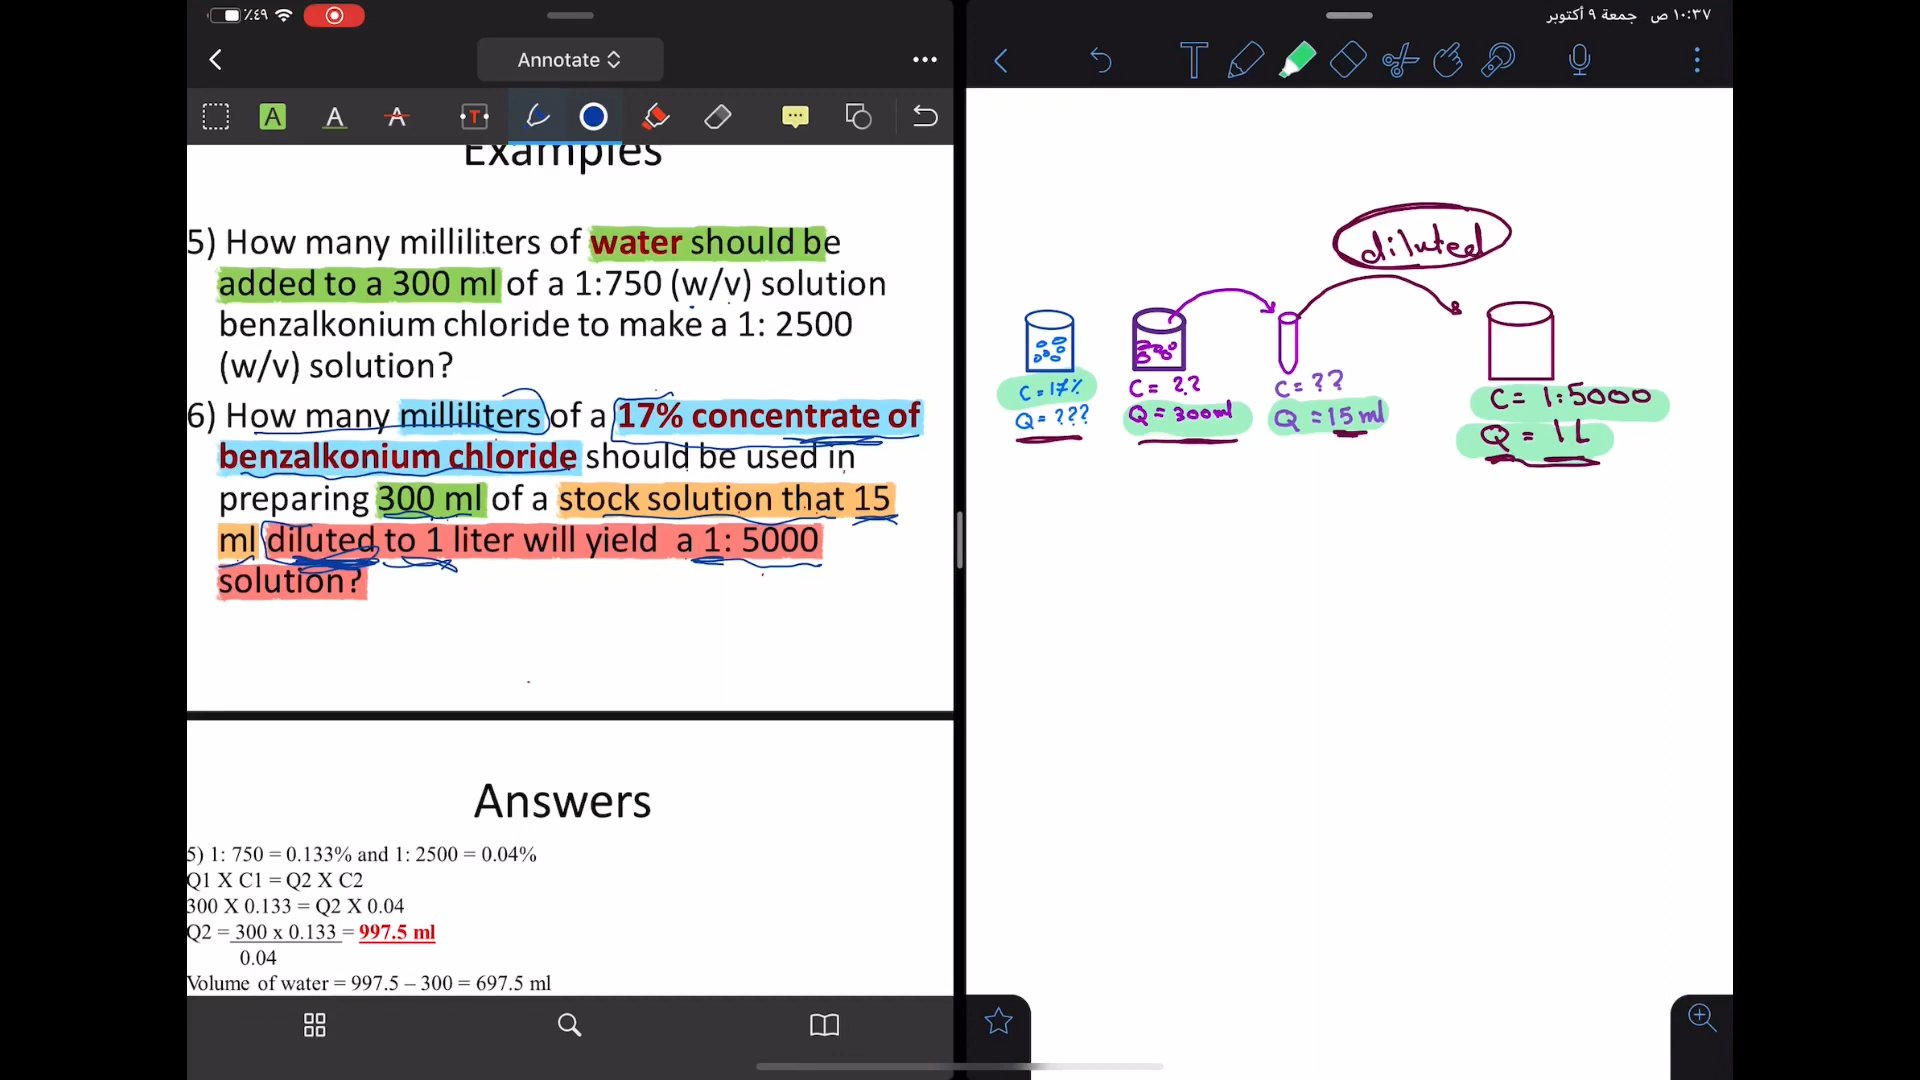 ٪٤٩
١٠:٣٧ ص جمعة ٩ أكتوبر
Annotate
Examples
5) How many milliliters of water should be
added to a 300 ml of a 1:750 (w/v) solution
benzalkonium chloride to make a 1: 2500
(w/v) solution?
6) How many milliliters of a 17% concentrate of
benzalkonium chloride should be used in
preparing 300 ml of a stock solution that 15
ml diluted to 1 liter will yield a 1: 5000
solution?
Answers
5) 1: 750 = 0.133% and 1: 2500 = 0.04%
Q1 X C1 = Q2 X C2
300 X 0.133 = Q2 X 0.04
Q2 = 300 x 0.133 = 997.5 ml
0.04
Volume of water = 997.5 – 300 = 697.5 ml
diluted
C = 17%
Q = ???
C = ??
Q = 300ml
C = ??
Q = 15 ml
C = 1:5000
Q = 1 L